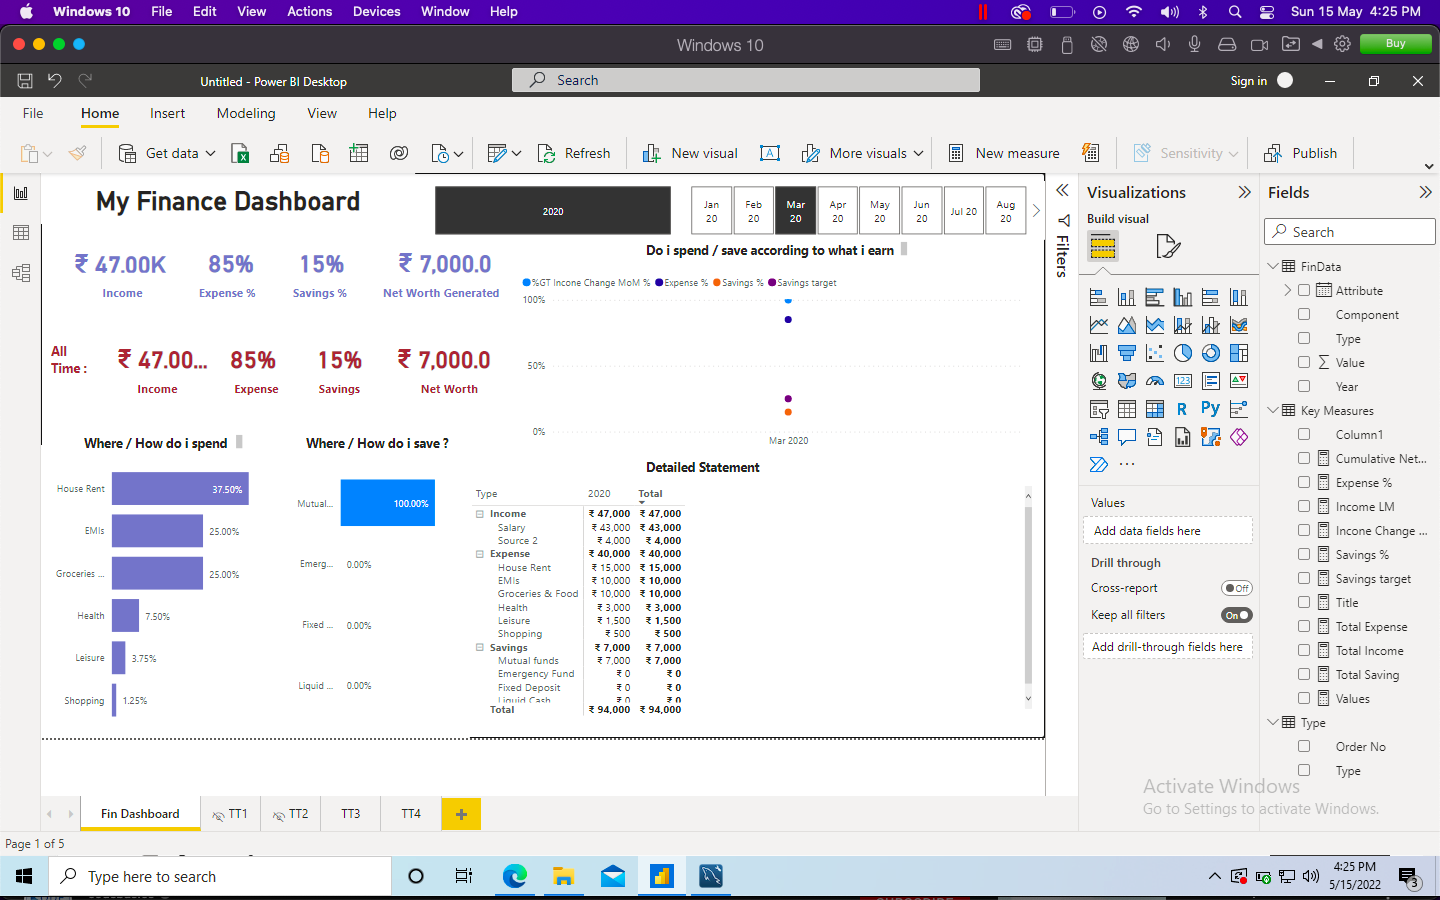 Windows 10 File Edit View Actions Devices Window Help Sun 15 May 4:25 PM
Windows 10 Buy
Untitled - Power BI Desktop Search Sign in
File Home Insert Modeling View Help
Get data Refresh New visual More visuals New measure Sensitivity Publish
My Finance Dashboard
2020
Jan 20
Feb 20
Mar 20
Apr 20
May 20
Jun 20
Jul 20
Aug 20
₹ 47.00K 85% 15% ₹ 7,000.0
Income Expense % Savings % Net Worth Generated
All Time :
₹ 47.00... 85% 15% ₹ 7,000.0
Income Expense Savings Net Worth
Do i spend / save according to what i earn
%GT Incone Change MoM % Expense % Savings % Savings target
100%
50%
0%
Mar 2020
Where / How do i spend
House Rent 37.50%
EMIs 25.00%
Groceries ... 25.00%
Health 7.50%
Leisure 3.75%
Shopping 1.25%
Where / How do i save ?
Mutual... 100.00%
Emerg... 0.00%
Fixed ... 0.00%
Liquid ... 0.00%
Detailed Statement
Type 2020 Total
Income ₹ 47,000 ₹ 47,000
Salary ₹ 43,000 ₹ 43,000
Source 2 ₹ 4,000 ₹ 4,000
Expense ₹ 40,000 ₹ 40,000
House Rent ₹ 15,000 ₹ 15,000
EMIs ₹ 10,000 ₹ 10,000
Groceries & Food ₹ 10,000 ₹ 10,000
Health ₹ 3,000 ₹ 3,000
Leisure ₹ 1,500 ₹ 1,500
Shopping ₹ 500 ₹ 500
Savings ₹ 7,000 ₹ 7,000
Mutual funds ₹ 7,000 ₹ 7,000
Emergency Fund ₹ 0 ₹ 0
Fixed Deposit ₹ 0 ₹ 0
Liquid Cash ₹ 0 ₹ 0
Total ₹ 94,000 ₹ 94,000
Filters
Visualizations
Build visual
123
R Py
Values
Add data fields here
Drill through
Cross-report Off
Keep all filters On
Add drill-through fields here
Fields
Search
FinData
Attribute
Component
Type
Value
Year
Key Measures
Column1
Cumulative Net...
Expense %
Income LM
Incone Change ...
Savings %
Savings target
Title
Total Expense
Total Income
Total Saving
Values
Type
Order No
Type
Activate Windows
Go to Settings to activate Windows.
Fin Dashboard TT1 TT2 TT3 TT4
Page 1 of 5
Type here to search
4:25 PM
5/15/2022
3